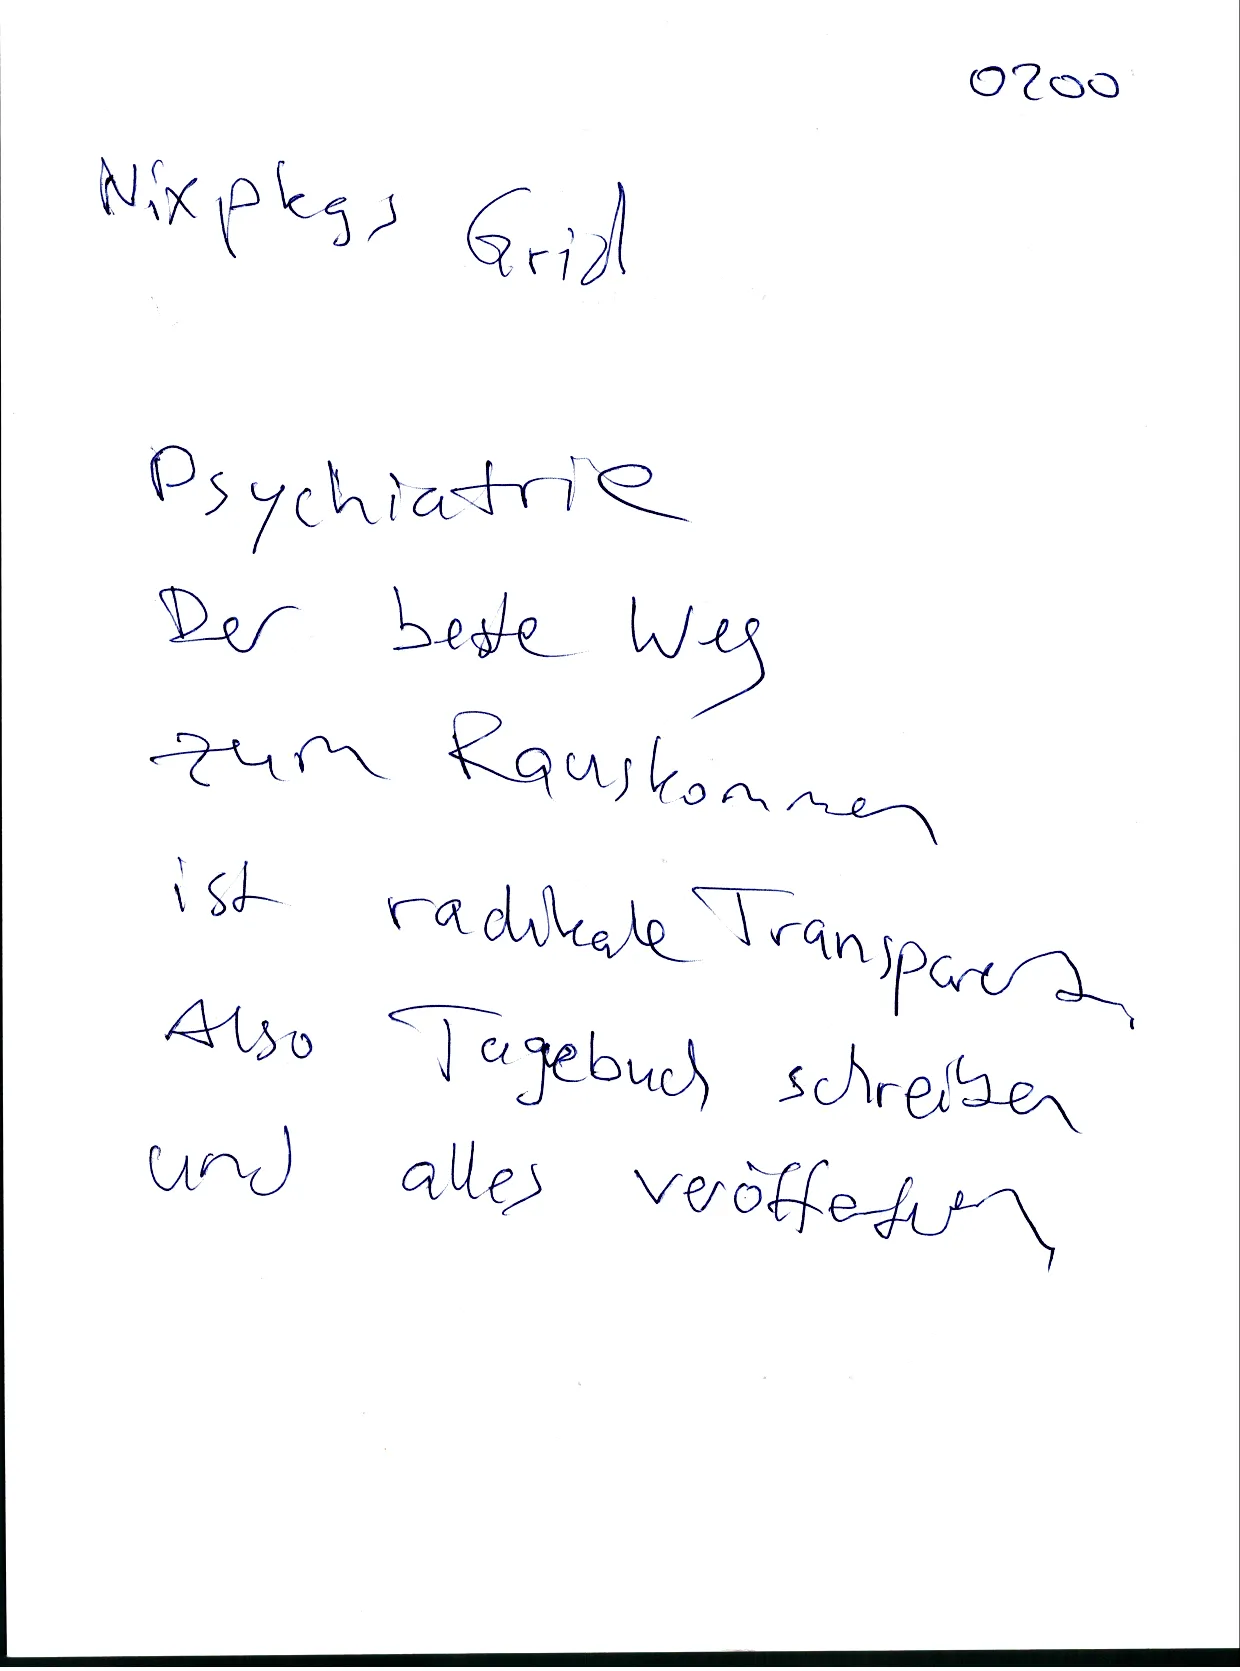 0200
Nixpkgs Grid
Psychiatrie
Der beste Weg
zum Rauskommen
ist radikale Transparenz
Also Tagebuch schreiben
und alles veröffentlichen